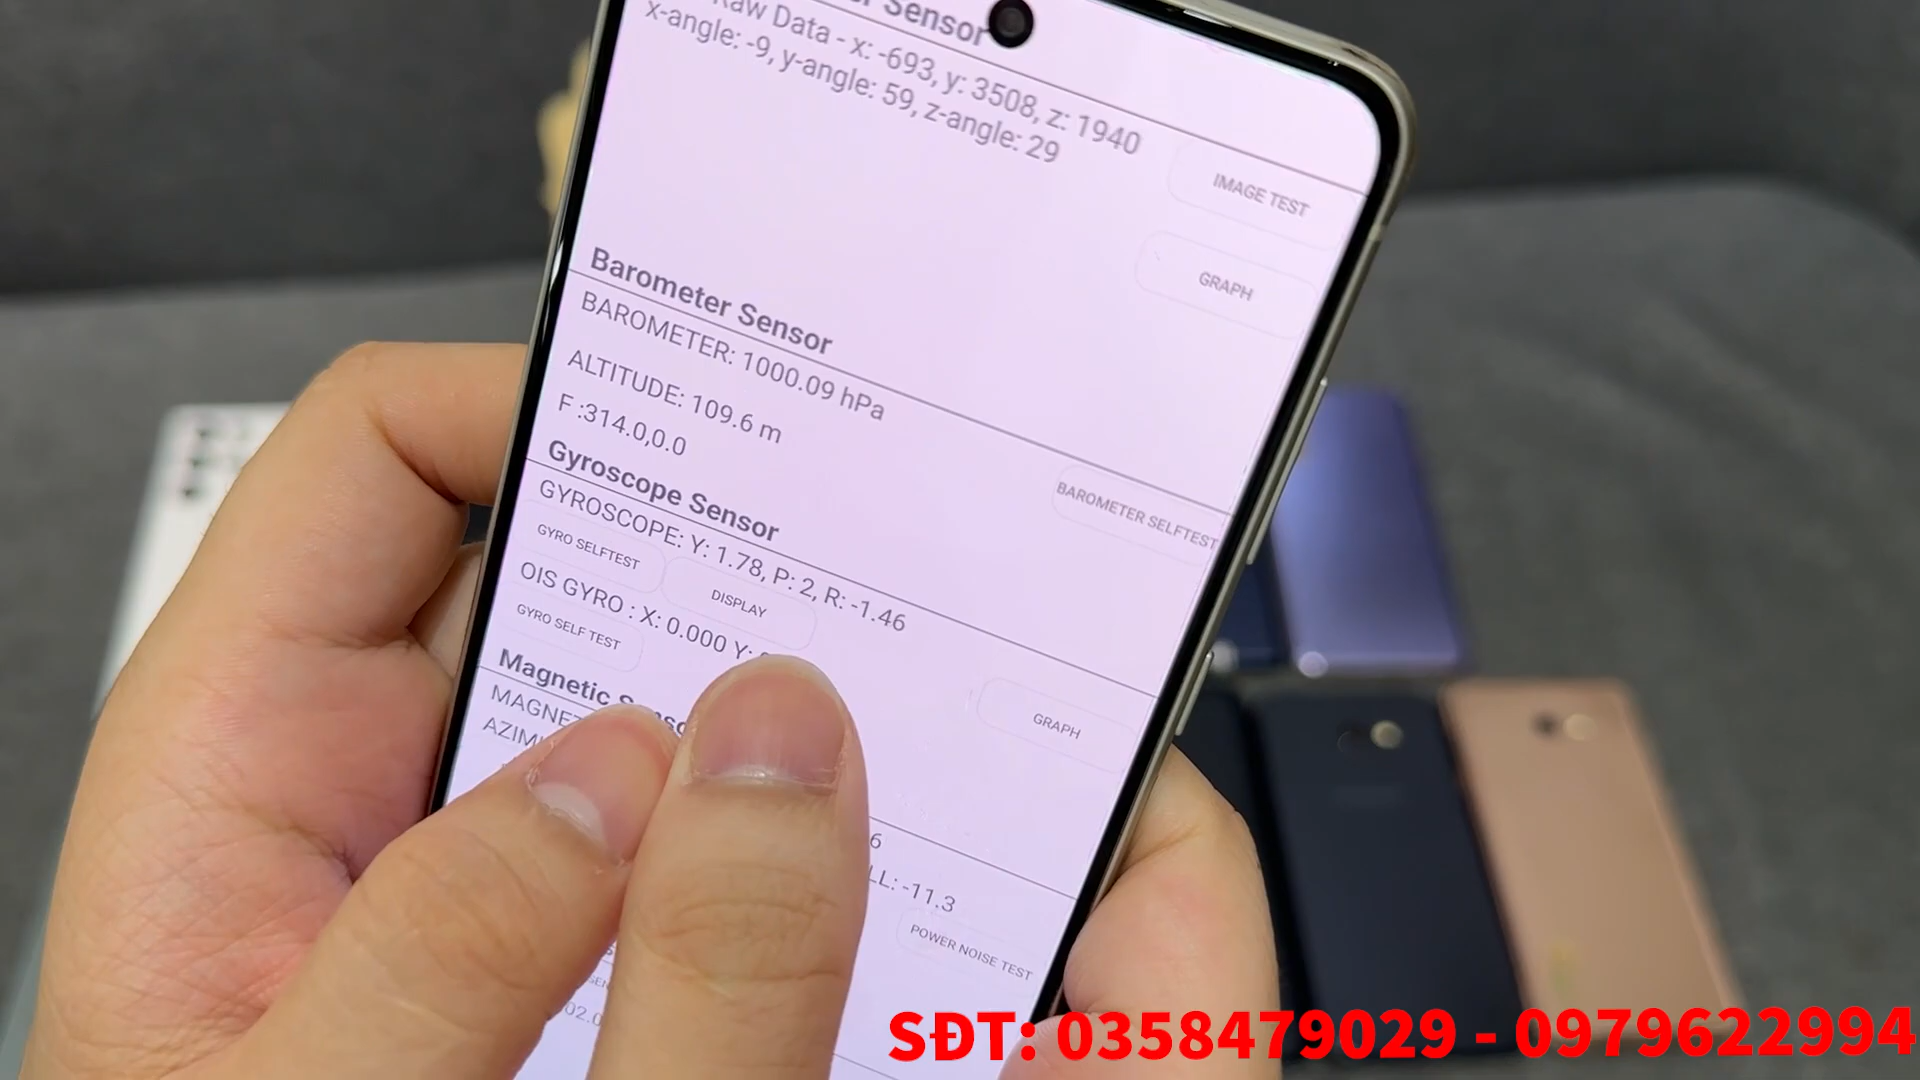 Sensor
Raw Data - x: -693, y: 3508, z: 1940
x-angle: -9, y-angle: 59, z-angle: 29
IMAGE TEST
GRAPH
Barometer Sensor
BAROMETER: 1000.09 hPa
ALTITUDE: 109.6 m
F :314.0,0.0
BAROMETER SELFTEST
Gyroscope Sensor
GYROSCOPE: Y: 1.78, P: 2, R: -1.46
GYRO SELFTEST
DISPLAY
OIS GYRO : X: 0.000 Y:
GYRO SELF TEST
GRAPH
Magnetic
-11.3
POWER NOISE TEST
SĐT: 0358479029 - 0979622994